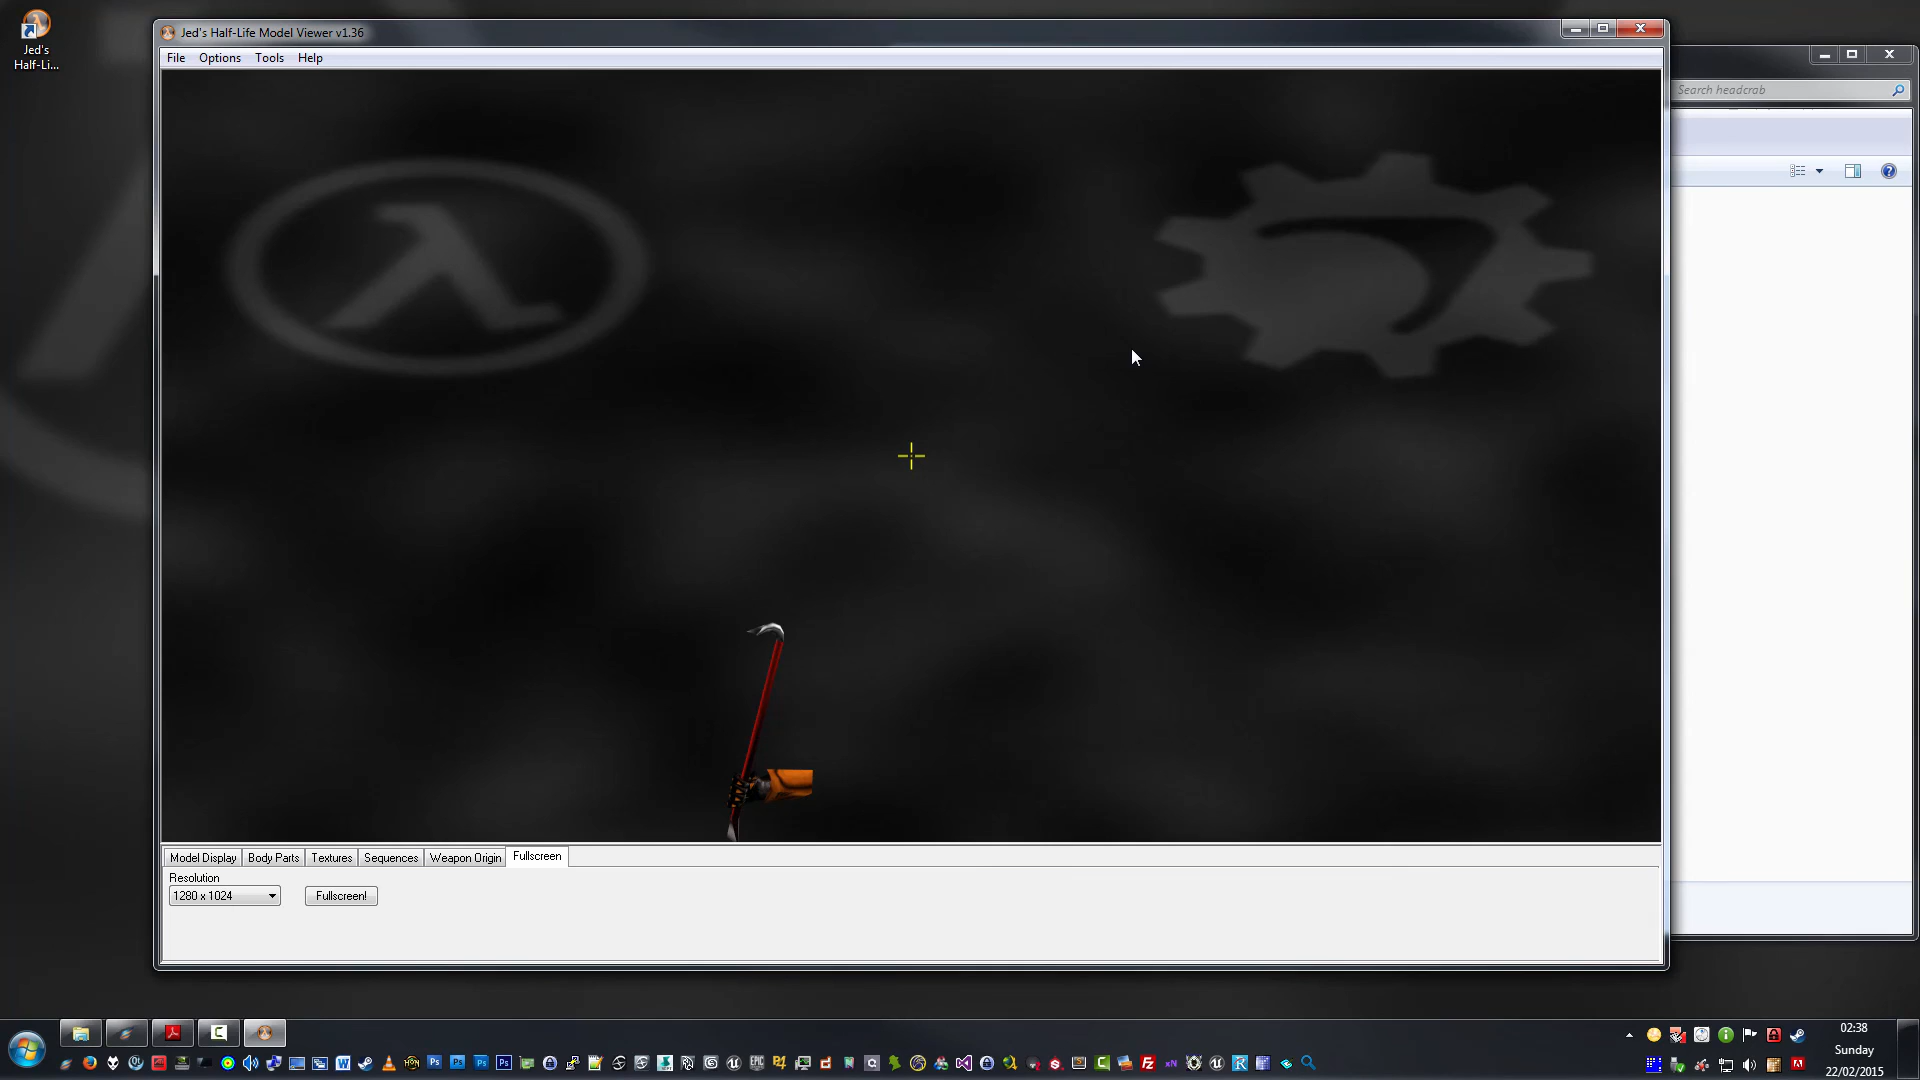 Jed's
Half-Li...
Jed's Half-Life Model Viewer v1.36
File Options Tools Help
Search headcrab
Model Display Body Parts Textures Sequences Weapon Origin Fullscreen
Resolution
1280 x 1024 Fullscreen!
02:38
Sunday
22/02/2015